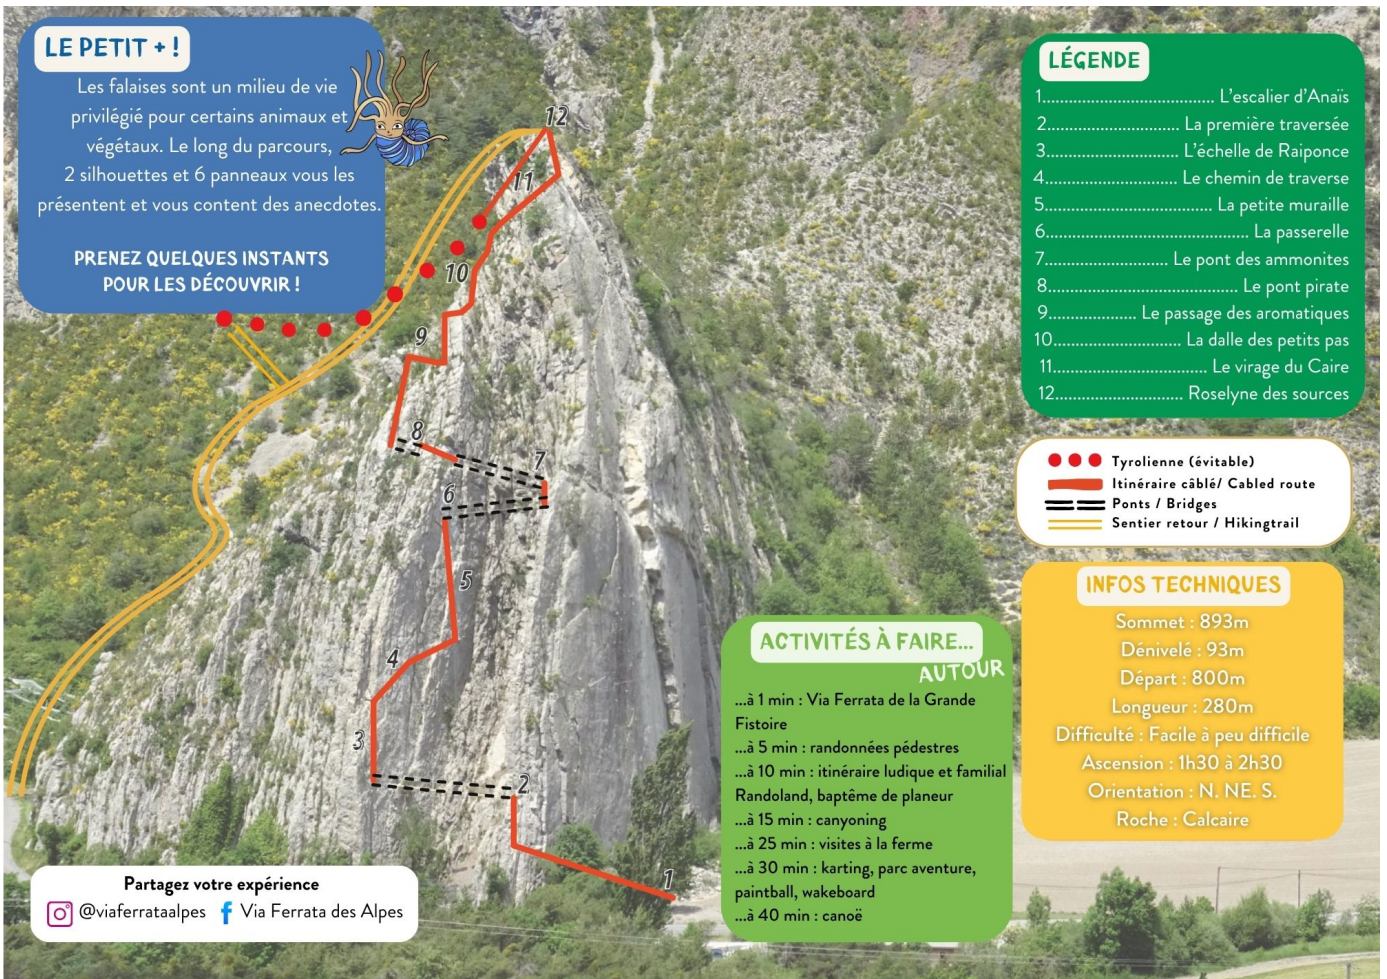 LE PETIT + !
Les falaises sont un milieu de vie
privilégié pour certains animaux et
végétaux. Le long du parcours,
2 silhouettes et 6 panneaux vous les
présentent et vous content des anecdotes.
PRENEZ QUELQUES INSTANTS
POUR LES DÉCOUVRIR !
12
11
10
9
8
7
6
5
4
3
2
1
LÉGENDE
1.................................... L'escalier d'Anaïs
2............................ La première traversée
3............................ L'échelle de Raiponce
4............................ Le chemin de traverse
5................................... La petite muraille
6............................................ La passerelle
7.......................... Le pont des ammonites
8.......................................... Le pont pirate
9................... Le passage des aromatiques
10............................ La dalle des petits pas
11.................................. Le virage du Caire
12............................. Roselyne des sources
Tyrolienne (évitable)
Itinéraire câblé/ Cabled route
Ponts / Bridges
Sentier retour / Hikingtrail
INFOS TECHNIQUES
Sommet : 893m
Dénivelé : 93m
Départ : 800m
Longueur : 280m
Difficulté : Facile à peu difficile
Ascension : 1h30 à 2h30
Orientation : N. NE. S.
Roche : Calcaire
ACTIVITÉS À FAIRE...
AUTOUR
...à 1 min : Via Ferrata de la Grande
Fistoire
...à 5 min : randonnées pédestres
...à 10 min : itinéraire ludique et familial
Randoland, baptême de planeur
...à 15 min : canyoning
...à 25 min : visites à la ferme
...à 30 min : karting, parc aventure,
paintball, wakeboard
...à 40 min : canoë
Partagez votre expérience
@viaferrataalpes f Via Ferrata des Alpes